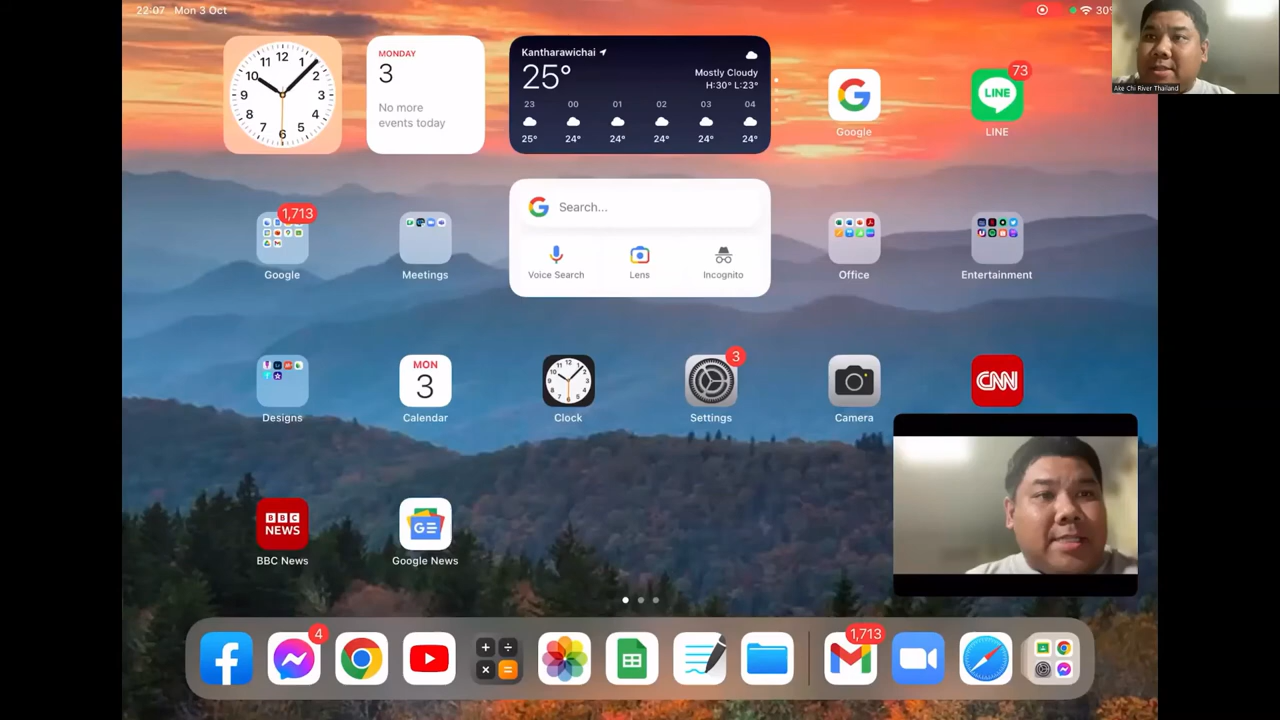 22:07 Mon 3 Oct
30%
Ake Chi River Thailand
12
11
1
10
2
9
3
8
4
7
5
6
MONDAY
3
No more
events today
Kantharawichai
25°
Mostly Cloudy
H:30° L:23°
23 00 01 02 03 04
25° 24° 24° 24° 24° 24°
Google
73
LINE
LINE
1,713
Google
Meetings
Search...
Voice Search
Lens
Incognito
Office
Entertainment
Designs
MON
3
Calendar
Clock
3
Settings
Camera
CNN
BBC
NEWS
BBC News
GE
Google News
4
1,713